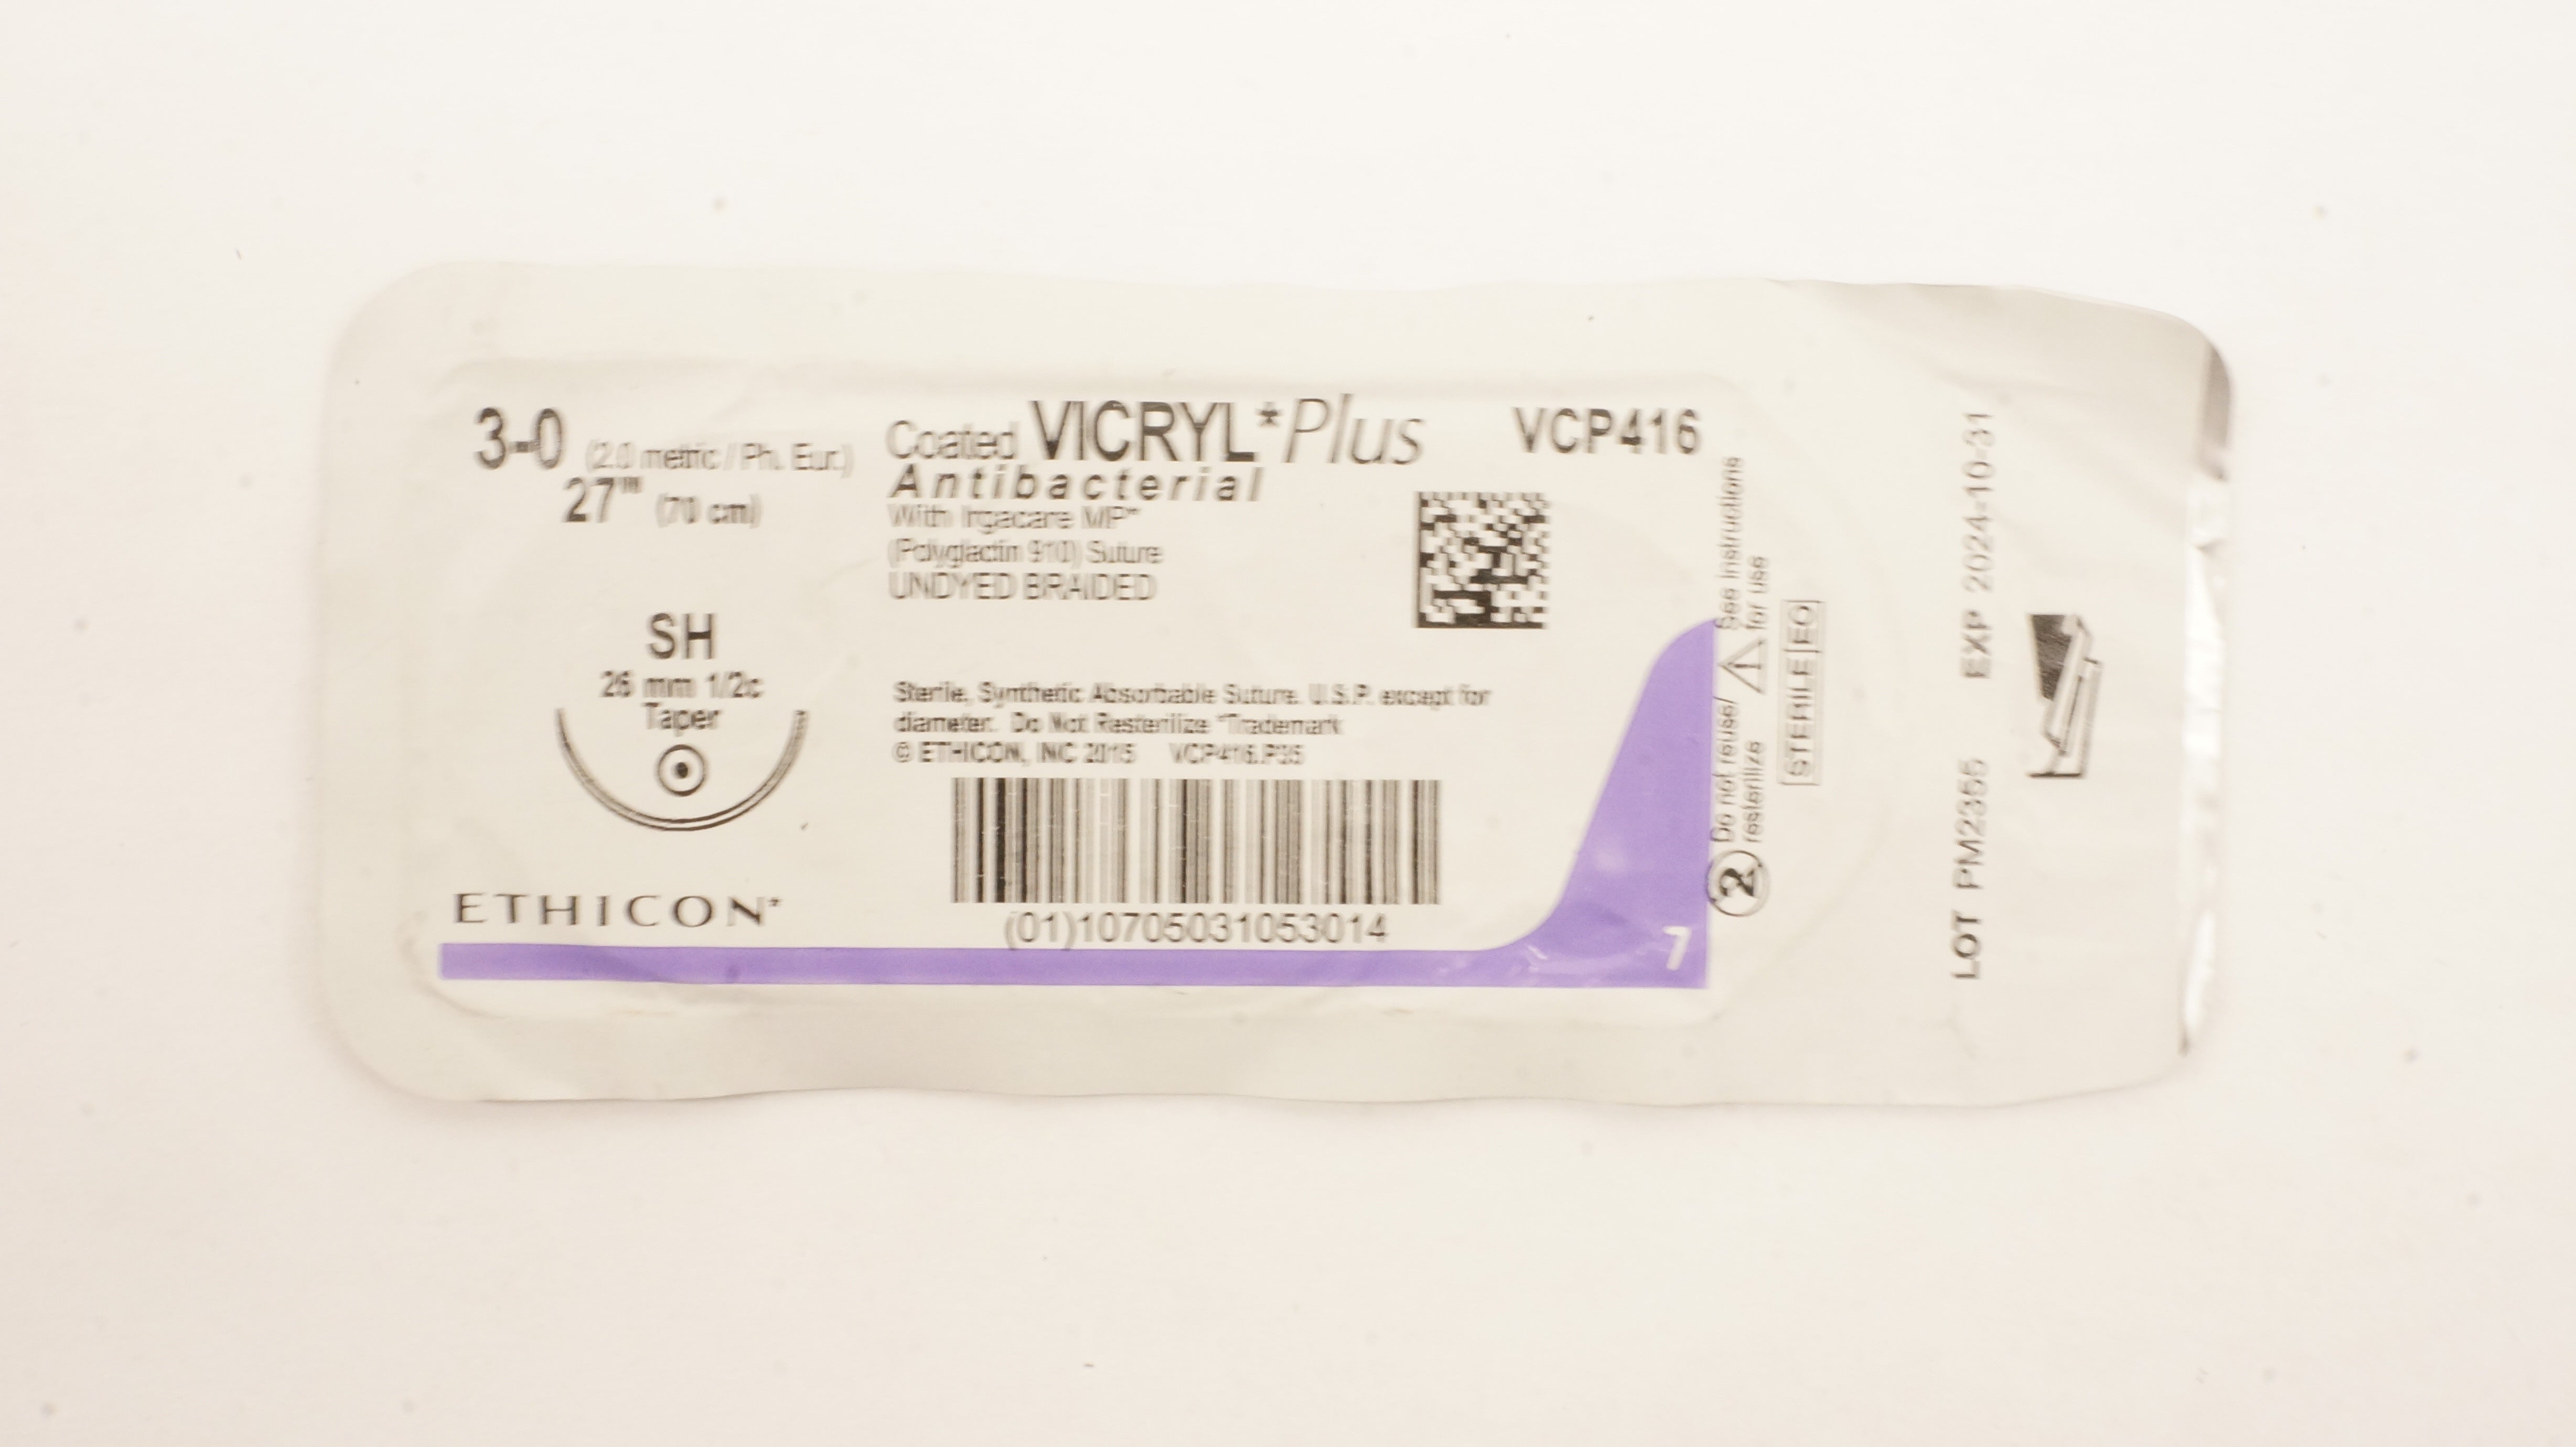 3-0 (2.0 metric / Ph. Eur.)
27" (70 cm)
SH
26 mm 1/2c
Taper
ETHICON*
Coated VICRYL* Plus
Antibacterial
With Irgacare MP*
(Polyglactin 910) Suture
UNDYED BRAIDED
VCP416
Sterile, Synthetic Absorbable Suture. U.S.P. except for
diameter. Do Not Resterilize *Trademark
© ETHICON, INC 2015 VCP416.P35
(01)10705031053014
7
See instructions
for use
2 Do not reuse/
resterilize
STERILE EO
LOT PM2355 EXP 2024-10-31